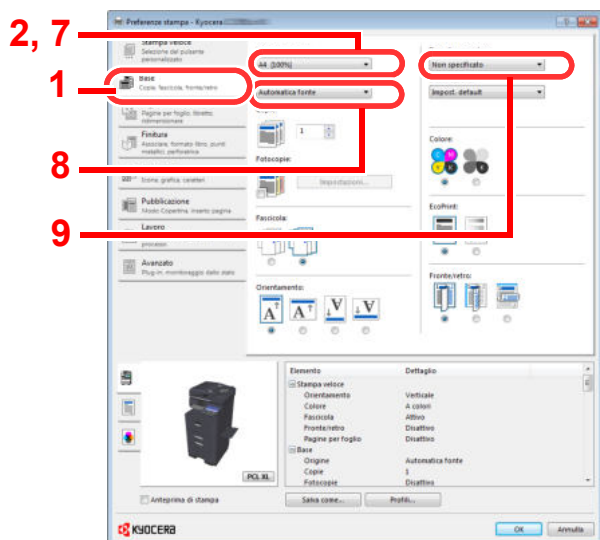 Preferenze stampa - Kyocera
2, 7
1
8
9
Stampa veloce
Selezione del pulsante
personalizzato
Base
Copie, fascicola, fronte/retro
Pagine per foglio, libretto,
ridimensionare
Finitura
Associare, formato libro, punti
metallici, perforatrice
Icona, grafica, caratteri
Pubblicazione
Modo Copertina, inserto pagina
Lavoro
processo
Avanzato
Plug-in, monitoraggio dello stato
A4 (100%)
Automatica fonte
1
Fotocopie:
Impostazioni...
Fascicola:
Orientamento:
A A A A
Non specificato
Impost. default
Colore:
C M Y K
EcoPrint:
Fronte/retro:
PCL XL
Anteprima di stampa
Elemento Dettaglio
Stampa veloce
Orientamento Verticale
Colore A colori
Fascicola Attivo
Fronte/retro Disattivo
Pagine per foglio Disattivo
Base
Origine Automatica fonte
Copie 1
Fotocopie Disattivo
Salva come... Profili...
KYOCERA
OK Annulla